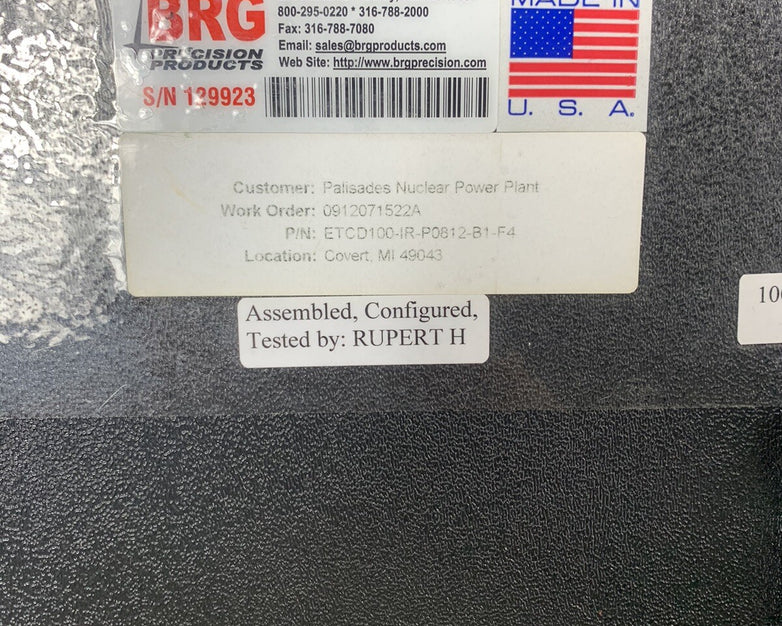 BRG
PRECISION
PRODUCTS
S/N 129923
800-295-0220 * 316-788-2000
Fax: 316-788-7080
Email: sales@brgproducts.com
Web Site: http://www.brgprecision.com
MADE IN
U. S. A.
Customer: Palisades Nuclear Power Plant
Work Order: 0912071522A
P/N: ETCD100-IR-P0812-B1-F4
Location: Covert, MI 49043
Assembled, Configured,
Tested by: RUPERT H